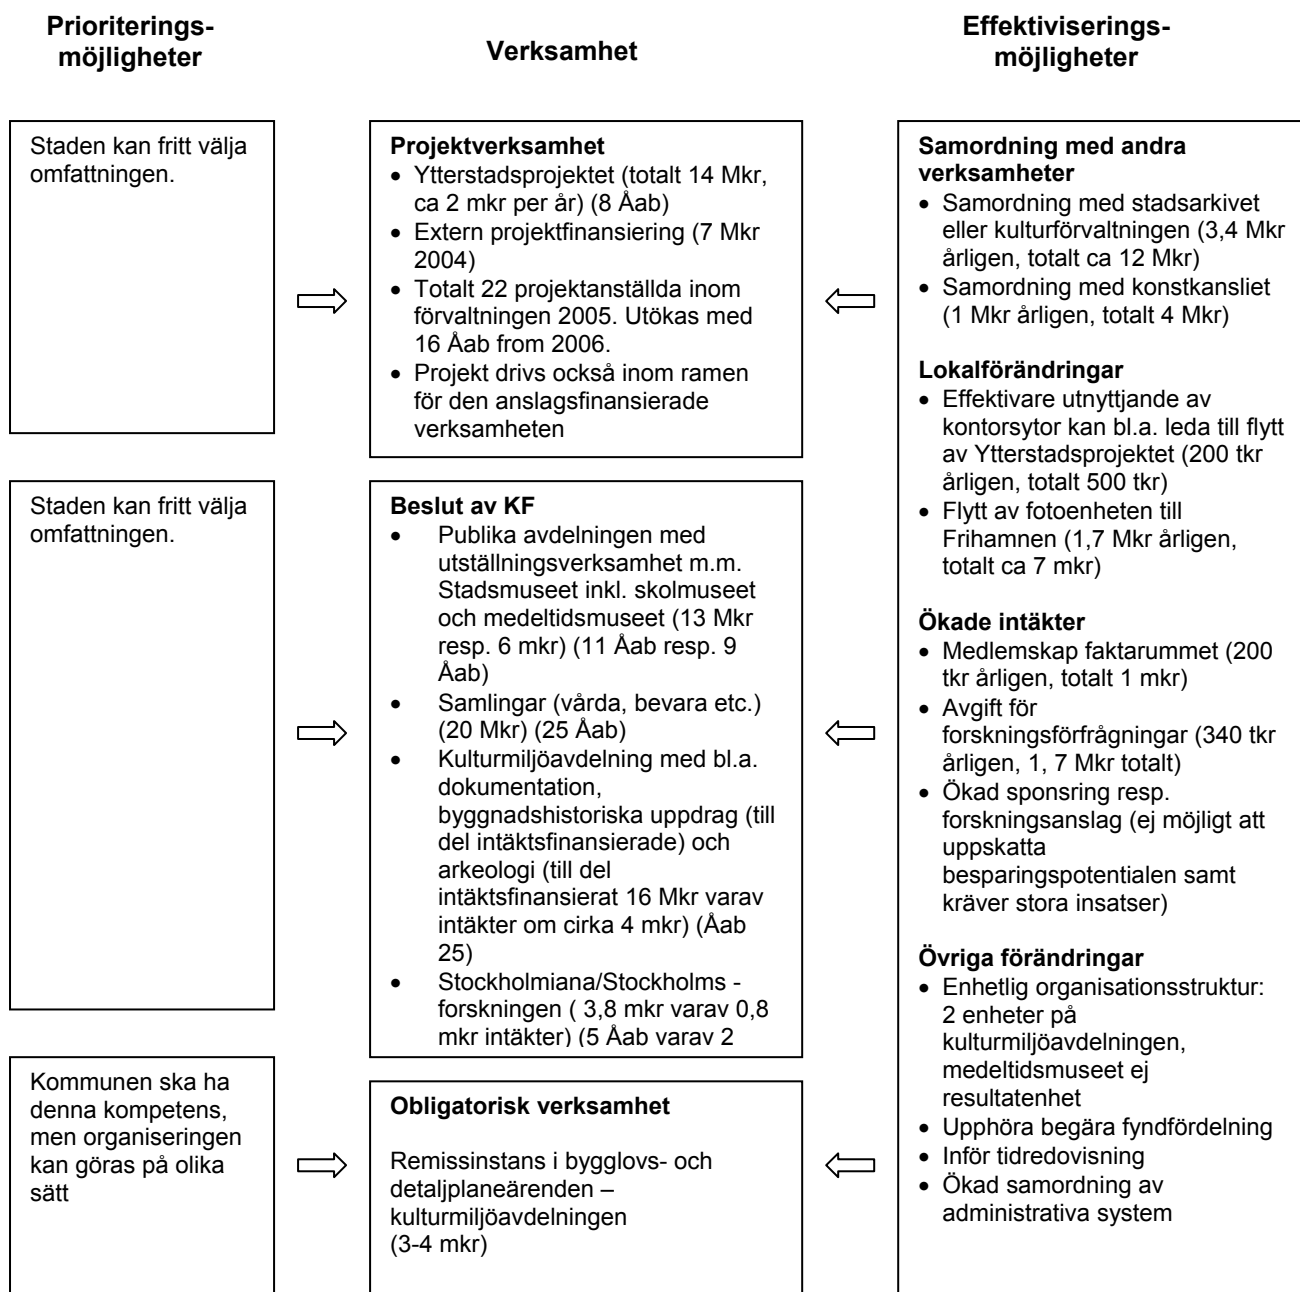 Prioriterings-
möjligheter
Verksamhet
Effektiviserings-
möjligheter
Staden kan fritt välja
omfattningen.
Projektverksamhet
• Ytterstadsprojektet (totalt 14 Mkr,
ca 2 mkr per år) (8 Åab)
• Extern projektfinansiering (7 Mkr
2004)
• Totalt 22 projektanställda inom
förvaltningen 2005. Utökas med
16 Åab from 2006.
• Projekt drivs också inom ramen
för den anslagsfinansierade
verksamheten
Staden kan fritt välja
omfattningen.
Beslut av KF
• Publika avdelningen med
utställningsverksamhet m.m.
Stadsmuseet inkl. skolmuseet
och medeltidsmuseet (13 Mkr
resp. 6 mkr) (11 Åab resp. 9
Åab)
• Samlingar (vårda, bevara etc.)
(20 Mkr) (25 Åab)
• Kulturmiljöavdelning med bl.a.
dokumentation,
byggnadshistoriska uppdrag (till
del intäktsfinansierade) och
arkeologi (till del
intäktsfinansierat 16 Mkr varav
intäkter om cirka 4 mkr) (Åab
25)
• Stockholmiana/Stockholms -
forskningen ( 3,8 mkr varav 0,8
mkr intäkter) (5 Åab varav 2
Kommunen ska ha
denna kompetens,
men organiseringen
kan göras på olika
sätt
Obligatorisk verksamhet
Remissinstans i bygglovs- och
detaljplaneärenden –
kulturmiljöavdelningen
(3-4 mkr)
Samordning med andra
verksamheter
• Samordning med stadsarkivet
eller kulturförvaltningen (3,4 Mkr
årligen, totalt ca 12 Mkr)
• Samordning med konstkansliet
(1 Mkr årligen, totalt 4 Mkr)
Lokalförändringar
• Effektivare utnyttjande av
kontorsytor kan bl.a. leda till flytt
av Ytterstadsprojektet (200 tkr
årligen, totalt 500 tkr)
• Flytt av fotoenheten till
Frihamnen (1,7 Mkr årligen,
totalt ca 7 mkr)
Ökade intäkter
• Medlemskap faktarummet (200
tkr årligen, totalt 1 mkr)
• Avgift för
forskningsförfrågningar (340 tkr
årligen, 1, 7 Mkr totalt)
• Ökad sponsring resp.
forskningsanslag (ej möjligt att
uppskatta
besparingspotentialen samt
kräver stora insatser)
Övriga förändringar
• Enhetlig organisationsstruktur:
2 enheter på
kulturmiljöavdelningen,
medeltidsmuseet ej
resultatenhet
• Upphöra begära fyndfördelning
• Inför tidredovisning
• Ökad samordning av
administrativa system